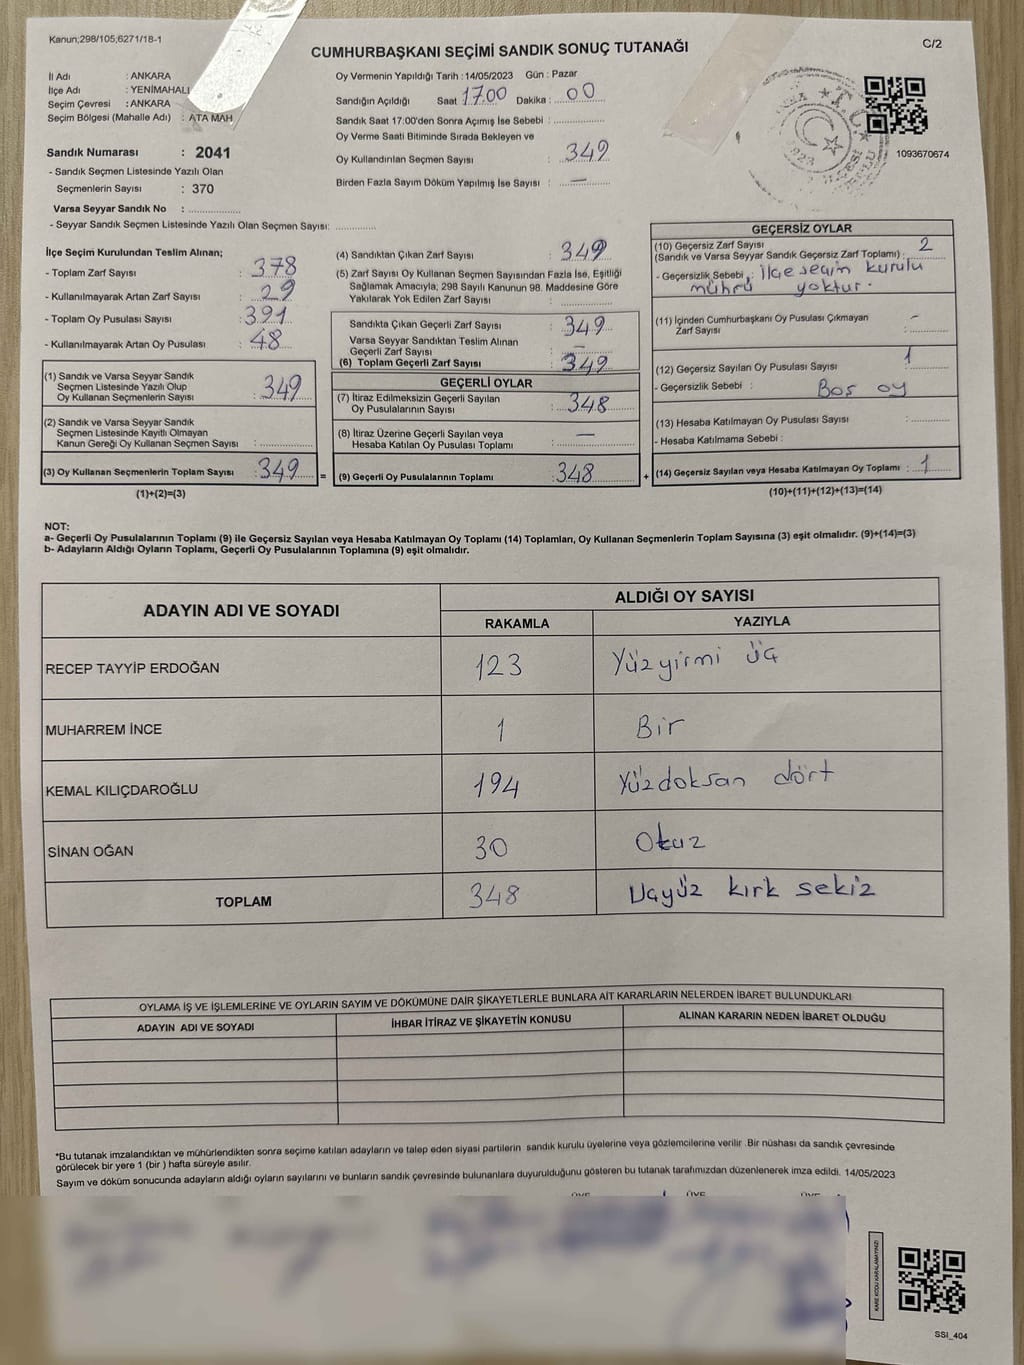 Kanun;298/105;6271/18-1
C/2
CUMHURBAŞKANI SEÇİMİ SANDIK SONUÇ TUTANAĞI
İl Adı : ANKARA
İlçe Adı : YENİMAHALL
Seçim Çevresi : ANKARA
Seçim Bölgesi (Mahalle Adı) : ATA MAH
Sandık Numarası : 2041
- Sandık Seçmen Listesinde Yazılı Olan
Seçmenlerin Sayısı : 370
Varsa Seyyar Sandık No :
- Seyyar Sandık Seçmen Listesinde Yazılı Olan Seçmen Sayısı:
Oy Vermenin Yapıldığı Tarih : 14/05/2023 Gün : Pazar
Sandığın Açıldığı Saat 17.00 Dakika : 00
Sandık Saat 17:00'den Sonra Açımış İse Sebebi :
Oy Verme Saati Bitiminde Sırada Bekleyen ve
Oy Kullandırılan Seçmen Sayısı : 349
Birden Fazla Sayım Döküm Yapılmış İse Sayısı : —
1093670674
İlçe Seçim Kurulundan Teslim Alınan;
- Toplam Zarf Sayısı : 378
- Kullanılmayarak Artan Zarf Sayısı : 29
- Toplam Oy Pusulası Sayısı : 391
- Kullanılmayarak Artan Oy Pusulası : 48
(1) Sandık ve Varsa Seyyar Sandık
Seçmen Listesinde Yazılı Olup
Oy Kullanan Seçmenlerin Sayısı : 349
(2) Sandık ve Varsa Seyyar Sandık
Seçmen Listesinde Kayıtlı Olmayan
Kanun Gereği Oy Kullanan Seçmen Sayısı :
(3) Oy Kullanan Seçmenlerin Toplam Sayısı : 349
(1)+(2)=(3)
(4) Sandıktan Çıkan Zarf Sayısı : 349
(5) Zarf Sayısı Oy Kullanan Seçmen Sayısından Fazla İse, Eşitliği
Sağlamak Amacıyla, 298 Sayılı Kanunun 98. Maddesine Göre
Yakılarak Yok Edilen Zarf Sayısı :
Sandıkta Çıkan Geçerli Zarf Sayısı : 349
Varsa Seyyar Sandıktan Teslim Alınan
Geçerli Zarf Sayısı : —
(6) Toplam Geçerli Zarf Sayısı : 349
GEÇERLİ OYLAR
(7) İtiraz Edilmeksizin Geçerli Sayılan
Oy Pusulalarının Sayısı : 348
(8) İtiraz Üzerine Geçerli Sayılan veya
Hesaba Katılan Oy Pusulası Toplamı : —
= (9) Geçerli Oy Pusulalarının Toplamı : 348
GEÇERSİZ OYLAR
(10) Geçersiz Zarf Sayısı
(Sandık ve Varsa Seyyar Sandık Geçersiz Zarf Toplamı) : 2
- Geçersizlik Sebebi : ilçe seçim kurulu
mührü yoktur.
(11) İçinden Cumhurbaşkanı Oy Pusulası Çıkmayan
Zarf Sayısı : -
(12) Geçersiz Sayılan Oy Pusulası Sayısı : 1
- Geçersizlik Sebebi : Boş oy
(13) Hesaba Katılmayan Oy Pusulası Sayısı :
- Hesaba Katılmama Sebebi :
+ (14) Geçersiz Sayılan veya Hesaba Katılmayan Oy Toplamı : 1
(10)+(11)+(12)+(13)=(14)
NOT:
a- Geçerli Oy Pusulalarının Toplamı (9) ile Geçersiz Sayılan veya Hesaba Katılmayan Oy Toplamı (14) Toplamları, Oy Kullanan Seçmenlerin Toplam Sayısına (3) eşit olmalıdır. (9)+(14)=(3)
b- Adayların Aldığı Oyların Toplamı, Geçerli Oy Pusulalarının Toplamına (9) eşit olmalıdır.
ADAYIN ADI VE SOYADI ALDIĞI OY SAYISI
RAKAMLA YAZIYLA
RECEP TAYYİP ERDOĞAN 123 Yüzyirmi üç
MUHARREM İNCE 1 Bir
KEMAL KILIÇDAROĞLU 194 Yüzdoksan dört
SİNAN OĞAN 30 Otuz
TOPLAM 348 Üçyüz kırk sekiz
OYLAMA İŞ VE İŞLEMLERİNE VE OYLARIN SAYIM VE DÖKÜMÜNE DAİR ŞİKAYETLERLE BUNLARA AİT KARARLARIN NELERDEN İBARET BULUNDUKLARI
ADAYIN ADI VE SOYADI İHBAR İTİRAZ VE ŞİKAYETİN KONUSU ALINAN KARARIN NEDEN İBARET OLDUĞU
*Bu tutanak imzalandıktan ve mühürlendikten sonra seçime katılan adayların ve talep eden siyasi partilerin sandık kurulu üyelerine veya gözlemcilerine verilir .Bir nüshası da sandık çevresinde
görülecek bir yere 1 (bir ) hafta süreyle asılır.
Sayım ve döküm sonucunda adayların aldığı oyların sayılarını ve bunların sandık çevresinde bulunanlara duyurulduğunu gösteren bu tutanak tarafımızdan düzenlenerek imza edildi. 14/05/2023
KARE KODU KARALAMAYINIZ!
SSİ_404